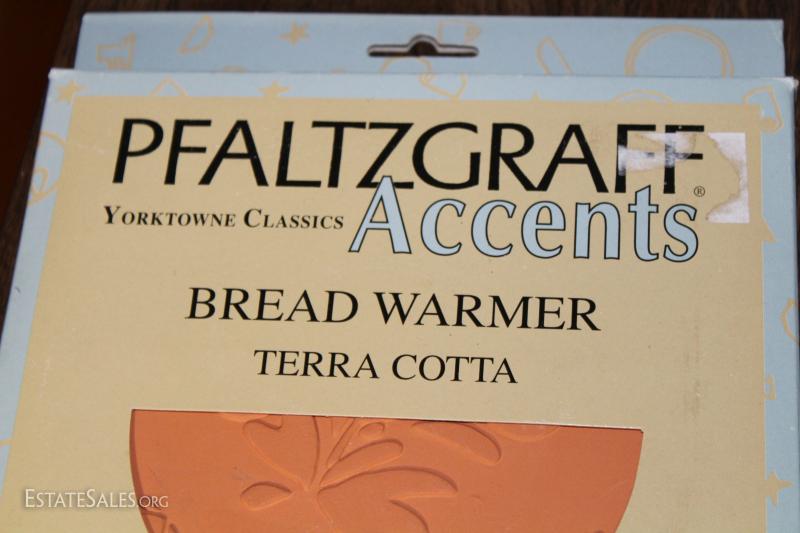 PFALTZGRAFF®
YORKTOWNE CLASSICS Accents
BREAD WARMER
TERRA COTTA
ESTATESALES.ORG